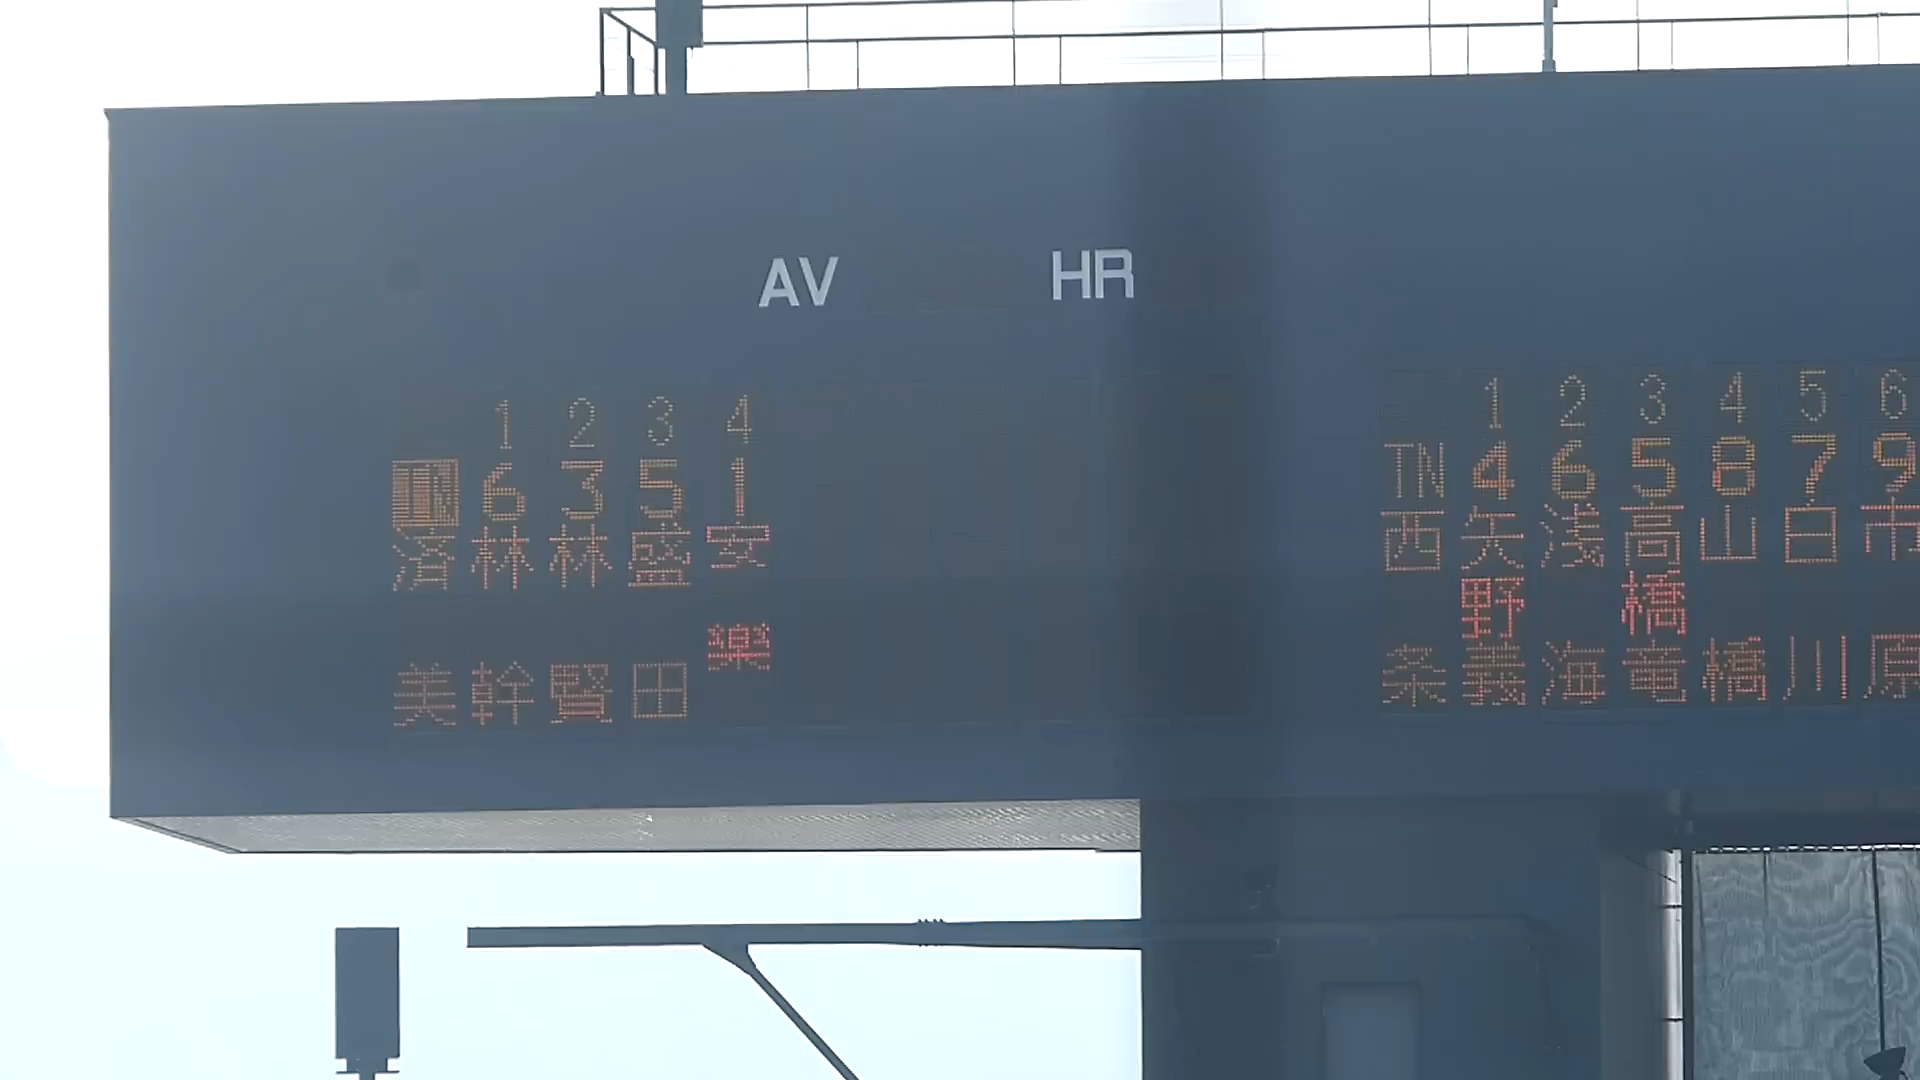 AV HR
1 2 3 4
6 3 5 1
済美
林幹
林賢
盛田
安樂
1 2 3 4 5 6
TN 4 6 5 8 7 9
西条
矢野義
浅海
高橋竜
山橋
白川
市原